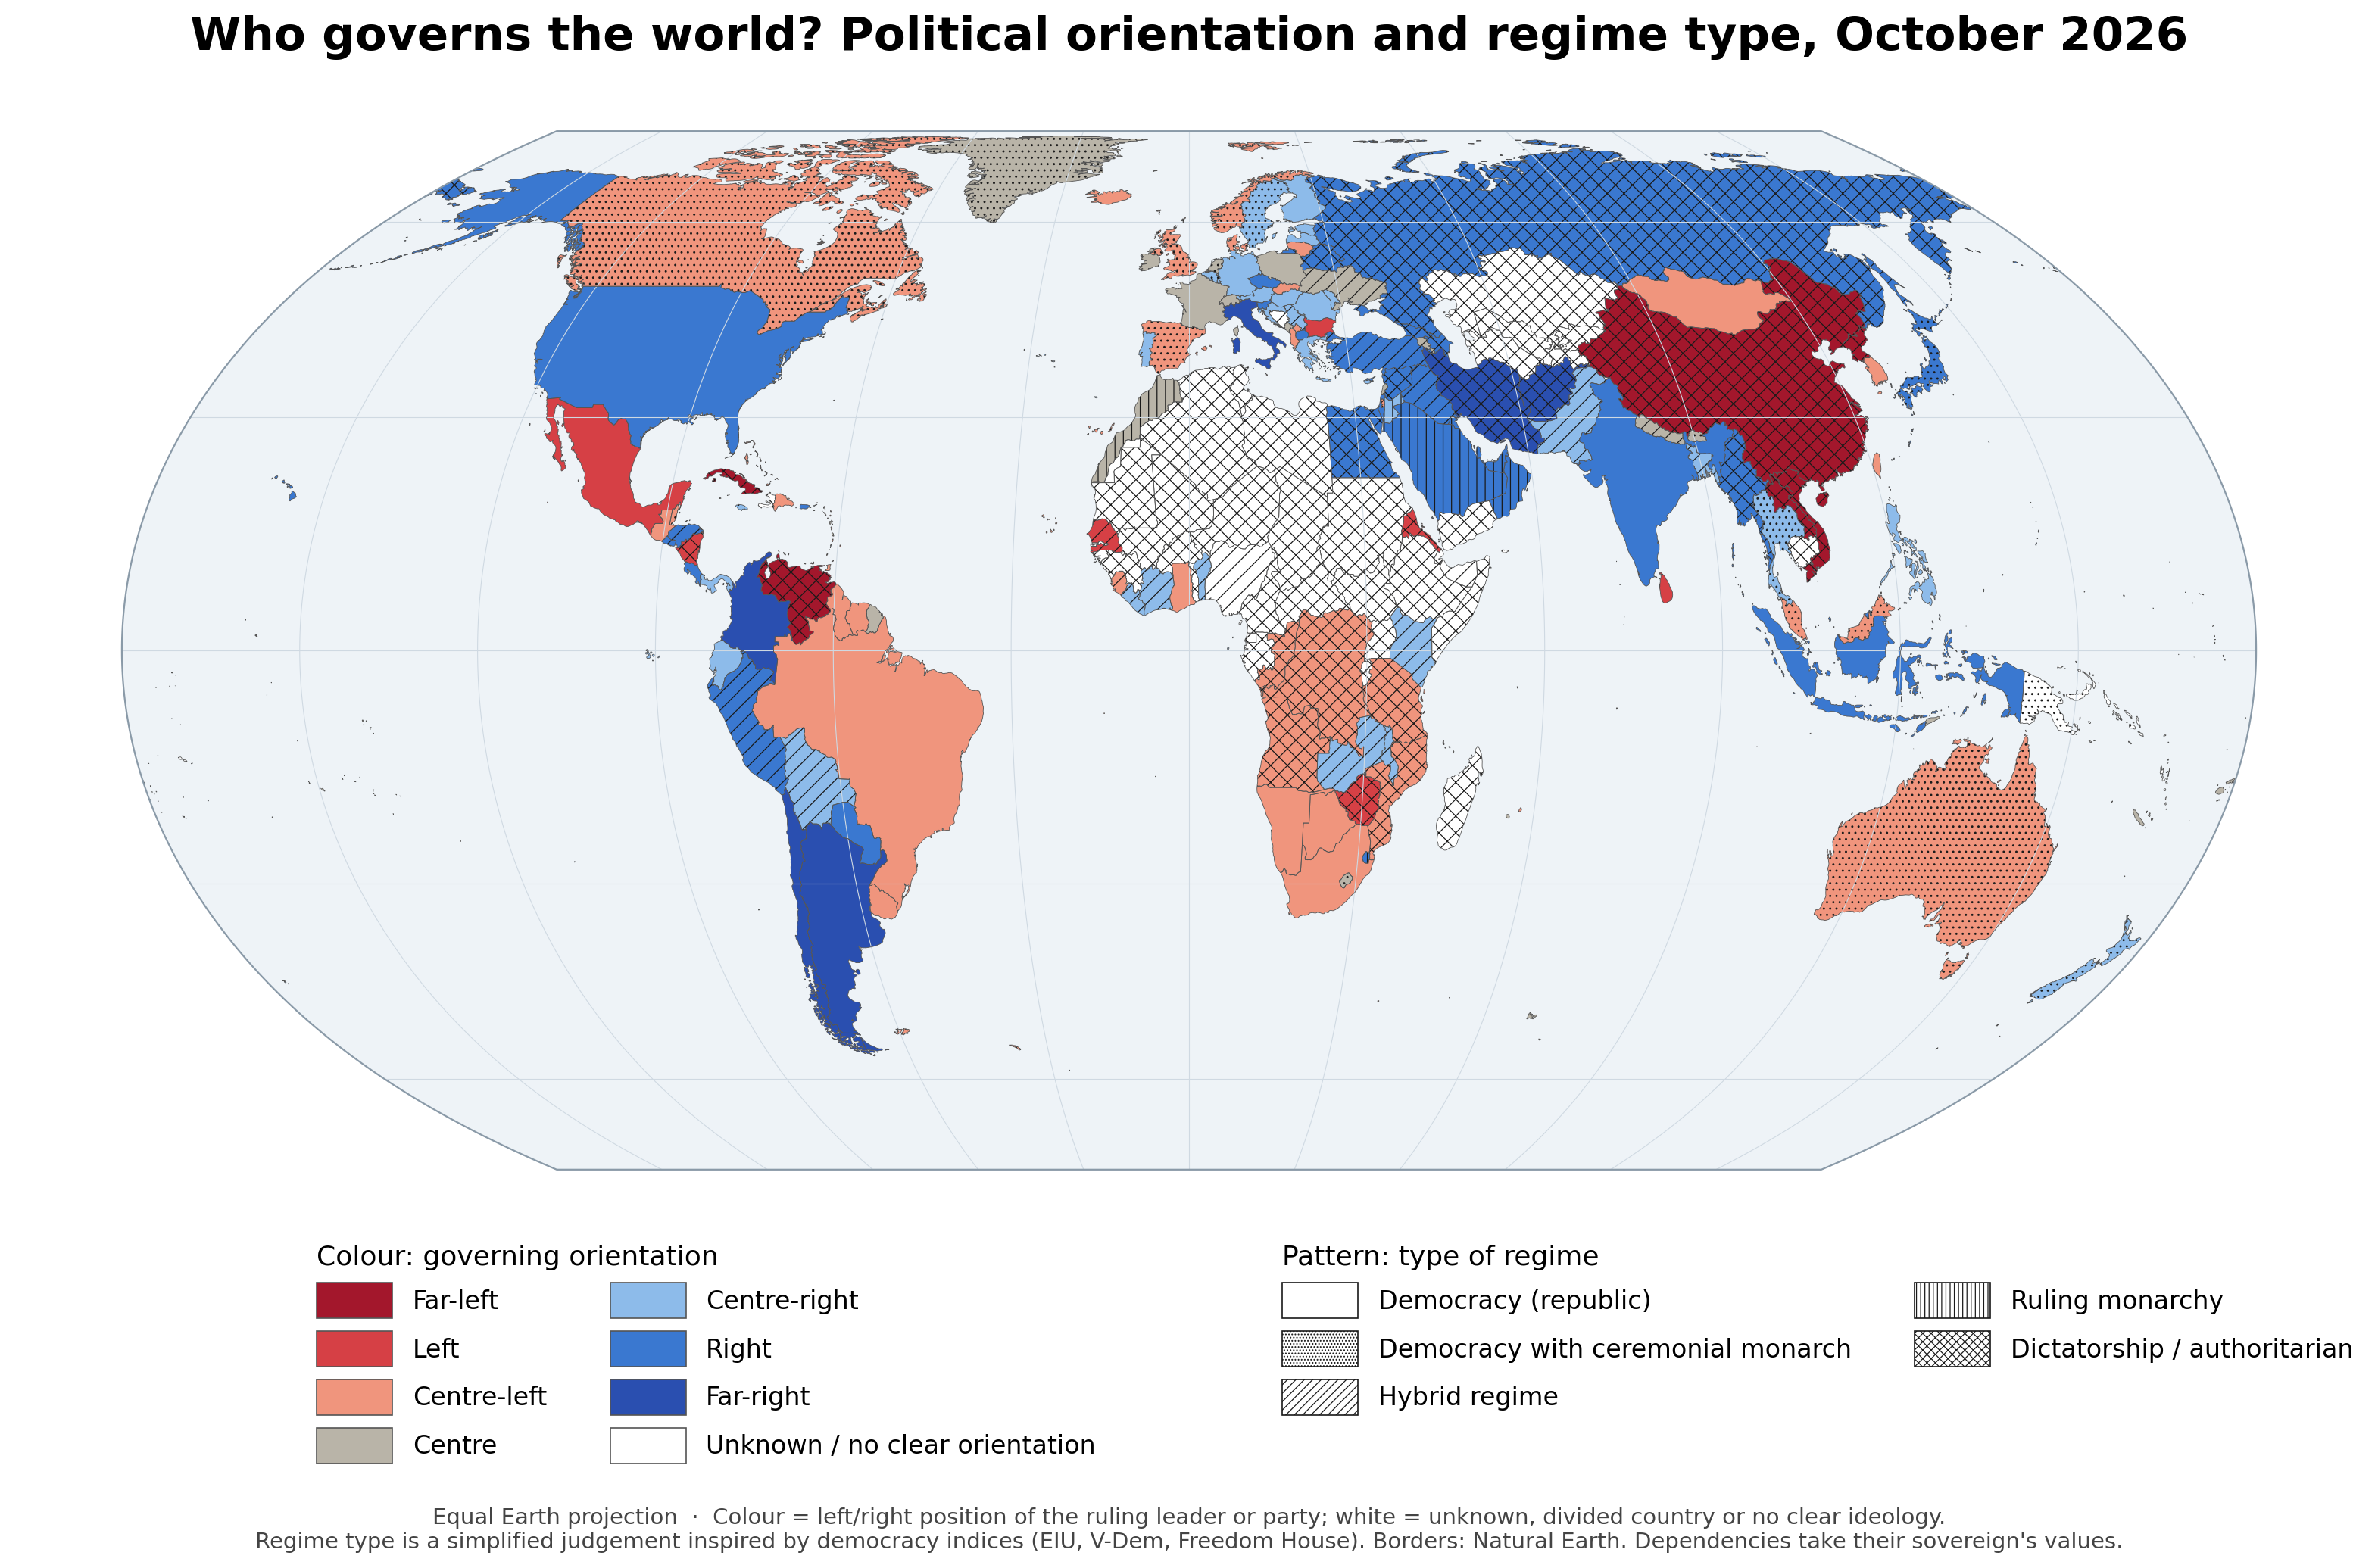 Who governs the world? Political orientation and regime type, October 2026
Colour: governing orientation
Far-left
Left
Centre-left
Centre
Centre-right
Right
Far-right
Unknown / no clear orientation
Pattern: type of regime
Democracy (republic)
Democracy with ceremonial monarch
Hybrid regime
Ruling monarchy
Dictatorship / authoritarian
Equal Earth projection · Colour = left/right position of the ruling leader or party; white = unknown, divided country or no clear ideology.
Regime type is a simplified judgement inspired by democracy indices (EIU, V-Dem, Freedom House). Borders: Natural Earth. Dependencies take their sovereign's values.